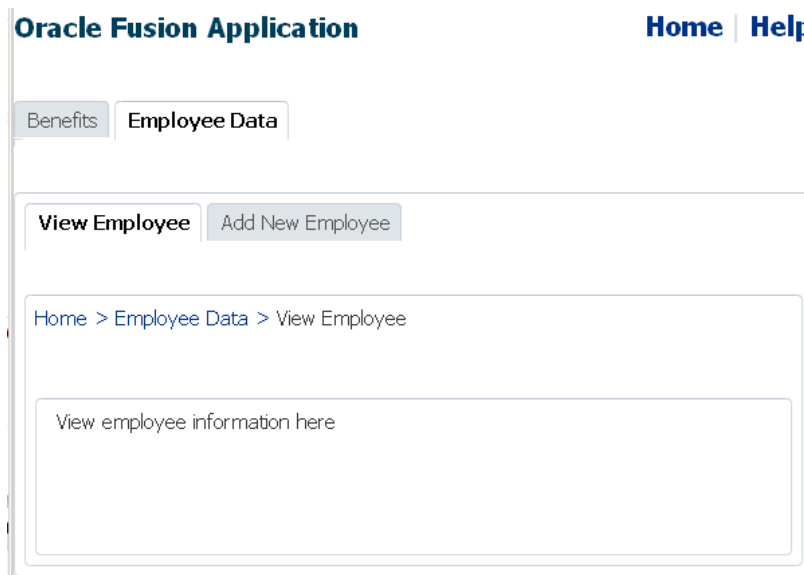 Oracle Fusion Application Home Help
Benefits Employee Data
View Employee Add New Employee
Home > Employee Data > View Employee
View employee information here